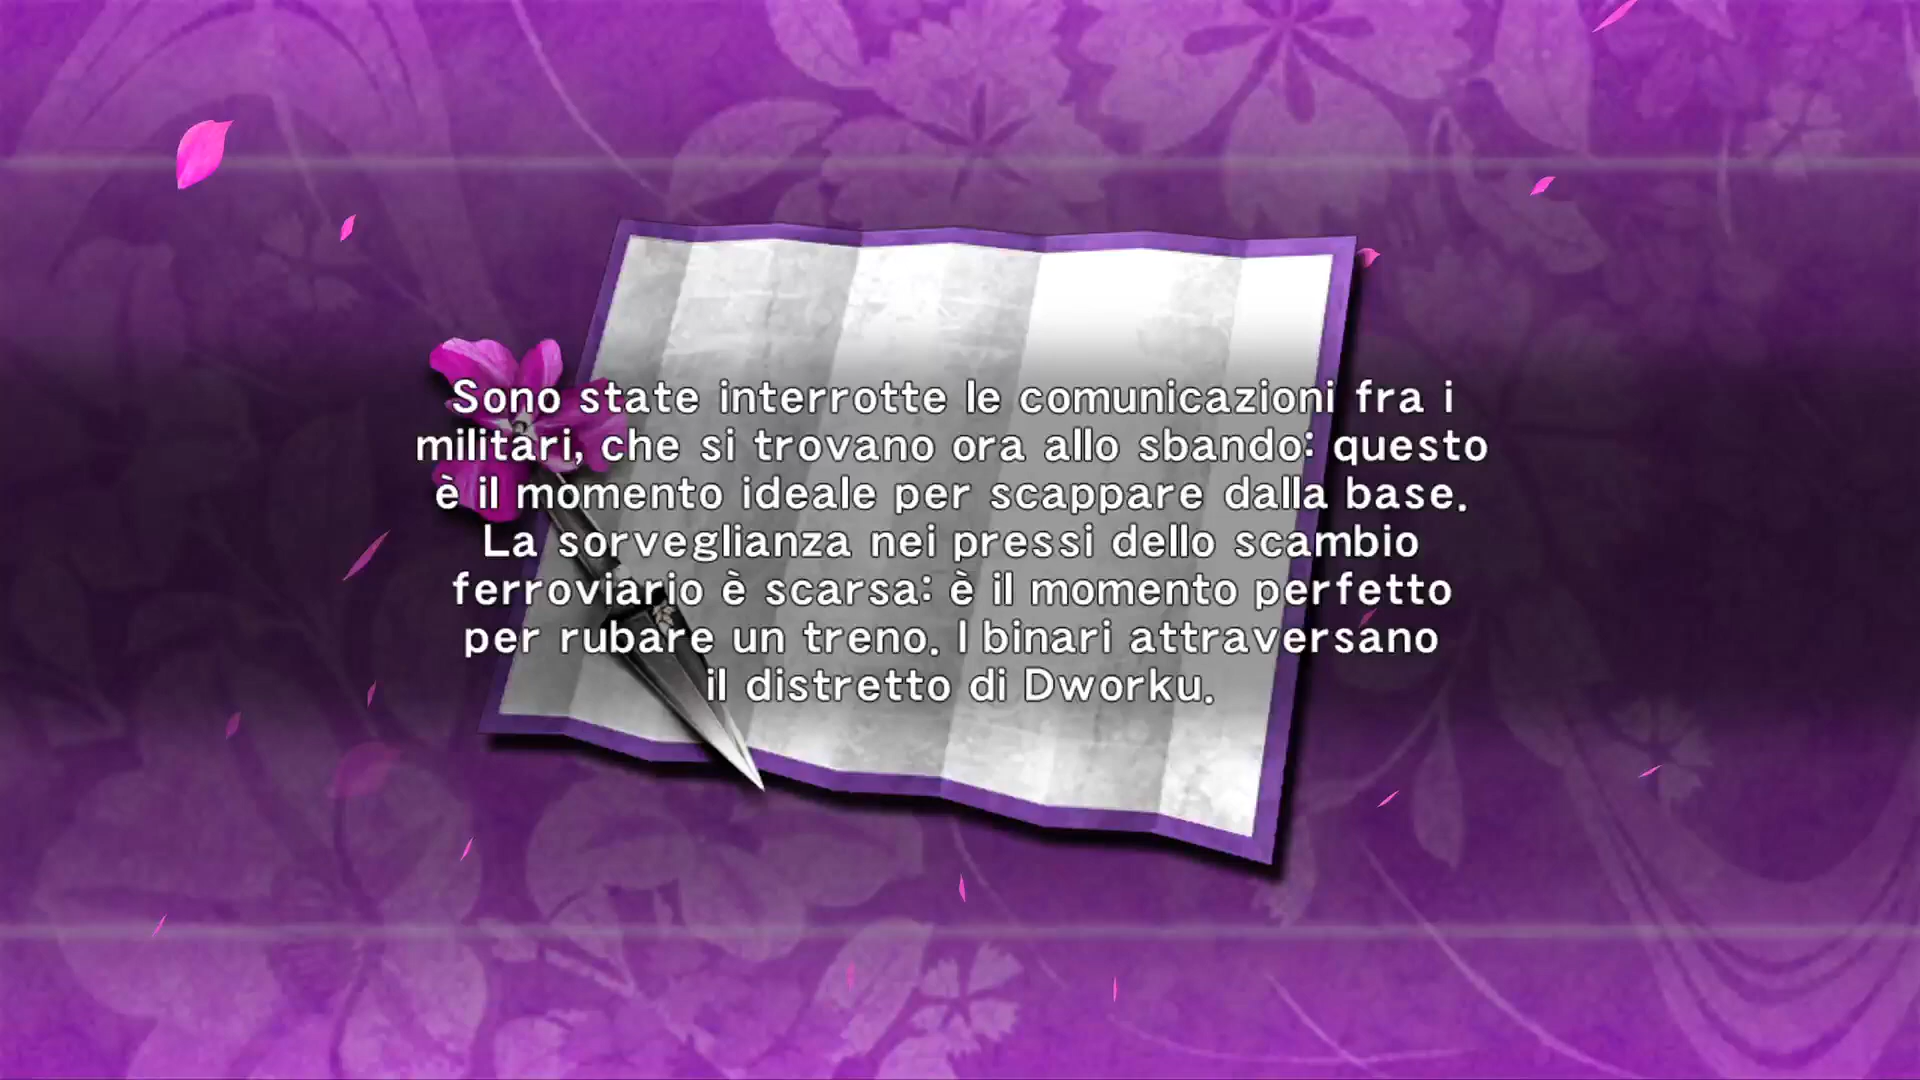 Sono state interrotte le comunicazioni fra i
militari, che si trovano ora allo sbando: questo
è il momento ideale per scappare dalla base.
La sorveglianza nei pressi dello scambio
ferroviario è scarsa: è il momento perfetto
per rubare un treno. I binari attraversano
il distretto di Dworku.